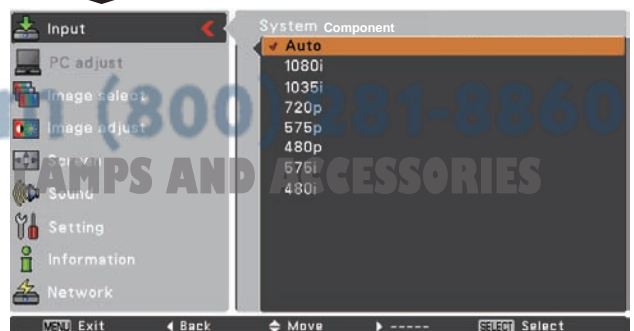 Input
PC adjust
Image select
Image adjust
Screen
Sound
Setting
Information
Network
System Component
Auto
1080i
1035i
720p
575p
480p
575i
480i
m (800) 281-8860
LAMPS AND ACCESSORIES
MENU Exit
Back
Move
-----
SELECT Select